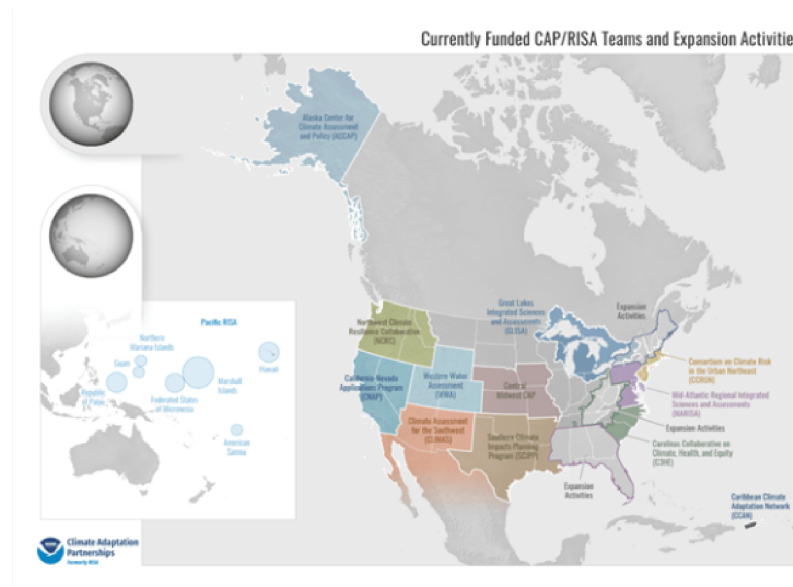 Currently Funded CAP/RISA Teams and Expansion Activitie
Alaska Center for
Climate Assessment
and Policy (ACCAP)
Great Lakes
Integrated Sciences
and Assessments
(GLISA)
Expansion
Activities
Northwest Climate
Resilience Collaborative
(NCRC)
Consortium on Climate Risk
in the Urban Northeast
(CCRUN)
California-Nevada
Applications Program
(CNAP)
Western Water
Assessment
(WWA)
Central
Midwest CAP
Mid-Atlantic Regional Integrated
Sciences and Assessments
(MARISA)
Climate Assessment
for the Southwest
(CLIMAS)
Southern Climate
Impacts Planning
Program (SCIPP)
Expansion Activities
Carolinas Collaborative on
Climate, Health, and Equity
(C3HE)
Expansion
Activities
Caribbean Climate
Adaptation Network
(CCAN)
Pacific RISA
Northern
Mariana Islands
Guam
Hawaii
Republic
of Palau
Marshall
Islands
Federated States
of Micronesia
American
Samoa
Climate Adaptation
Partnerships
Formerly RISA